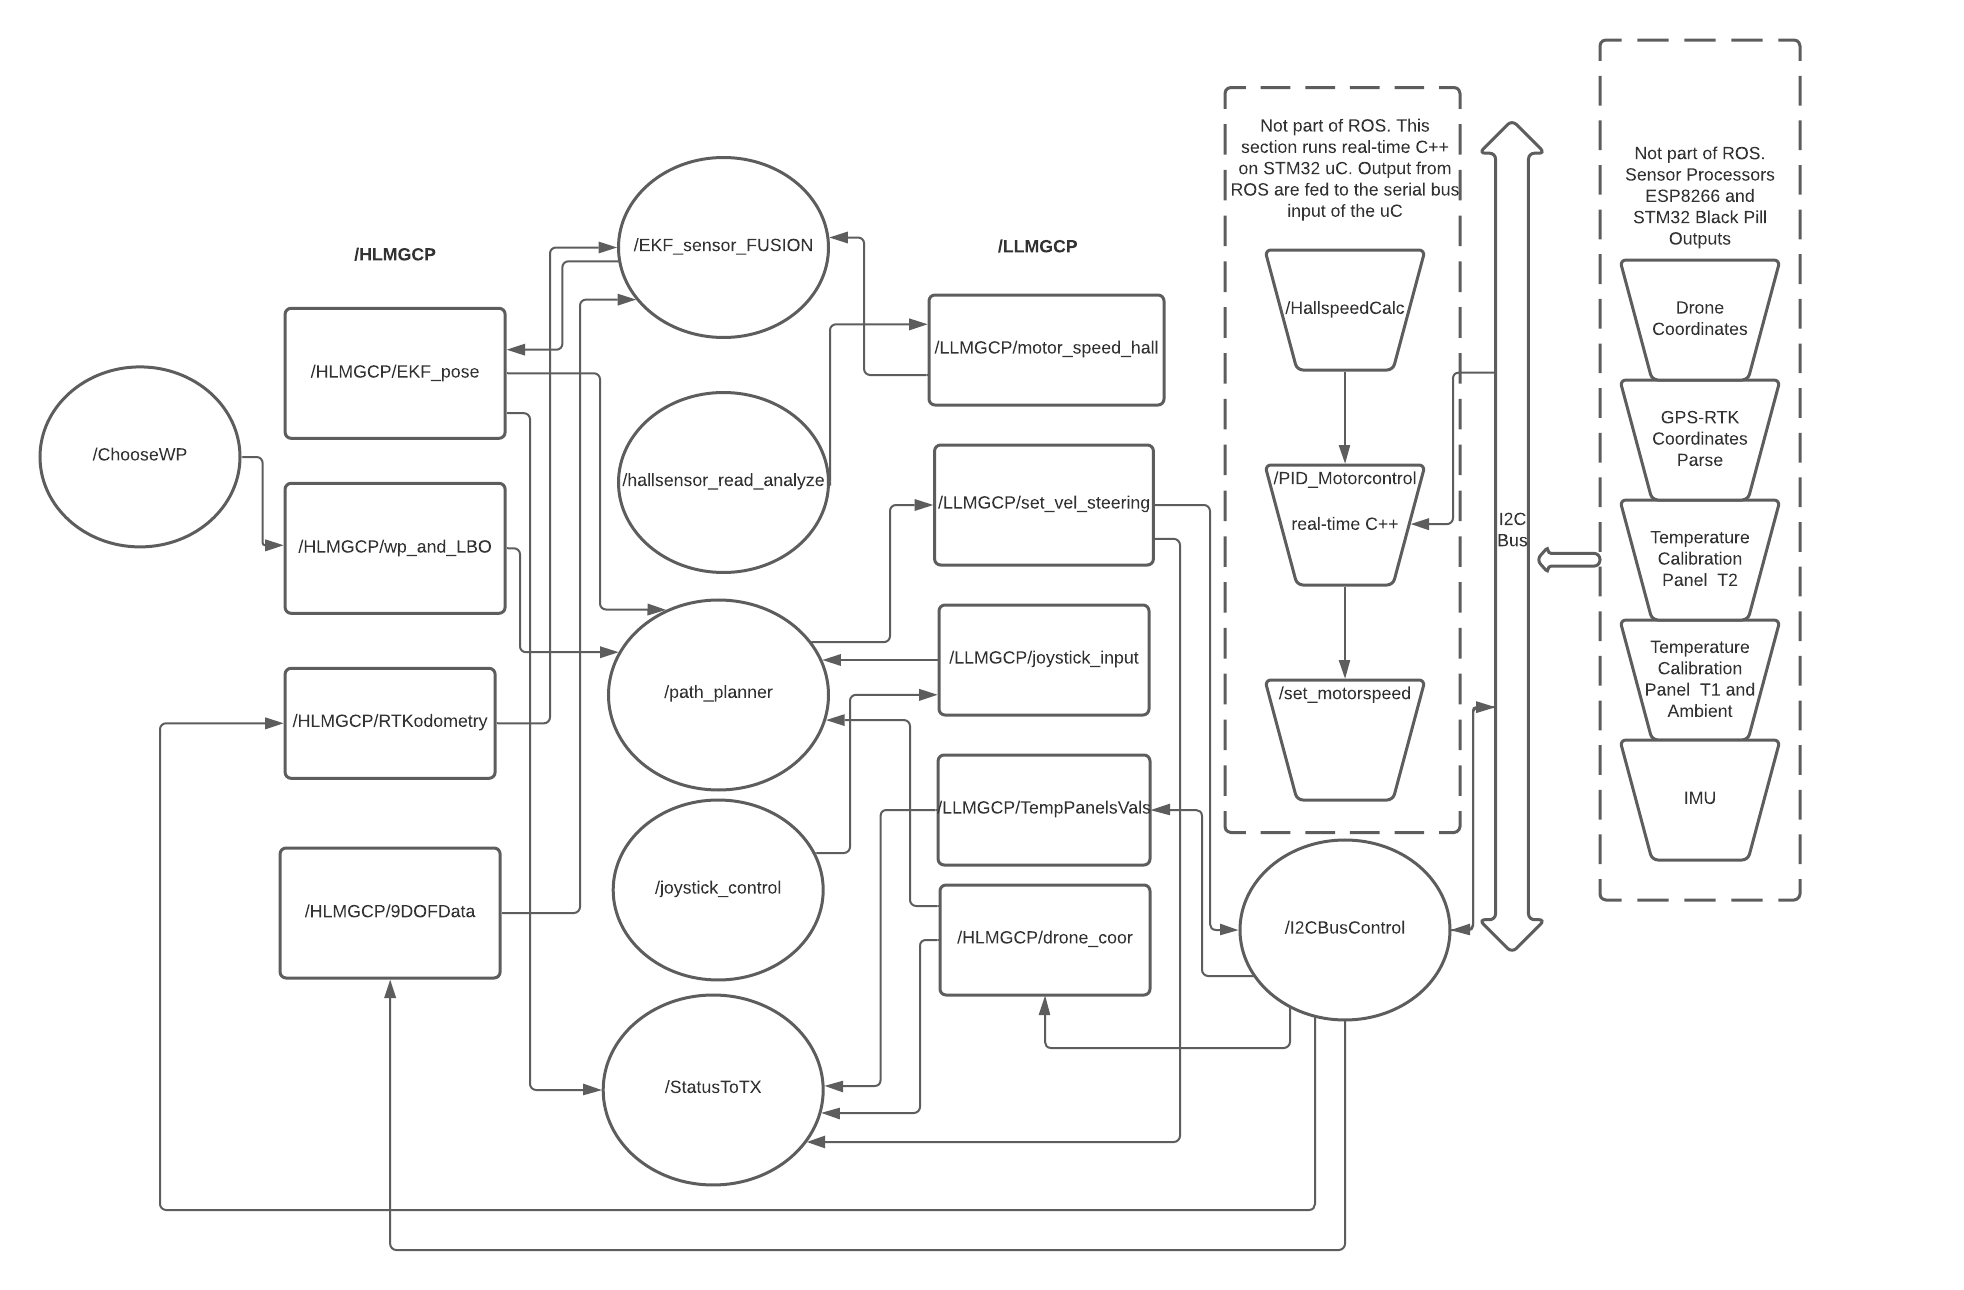 /HLMGCP
/HLMGCP/EKF_pose
/ChooseWP
/HLMGCP/wp_and_LBO
/HLMGCP/RTKodometry
/HLMGCP/9DOFData
/EKF_sensor_FUSION
/hallsensor_read_analyze
/path_planner
/joystick_control
/StatusToTX
/LLMGCP
/LLMGCP/motor_speed_hall
/LLMGCP/set_vel_steering
/LLMGCP/joystick_input
/LLMGCP/TempPanelsVals
/HLMGCP/drone_coor
Not part of ROS. This
section runs real-time C++
on STM32 uC. Output from
ROS are fed to the serial bus
input of the uC
/HallspeedCalc
/PID_Motorcontrol
real-time C++
/set_motorspeed
/I2CBusControl
I2C
Bus
Not part of ROS.
Sensor Processors
ESP8266 and
STM32 Black Pill
Outputs
Drone
Coordinates
GPS-RTK
Coordinates
Parse
Temperature
Calibration
Panel  T2
Temperature
Calibration
Panel  T1 and
Ambient
IMU